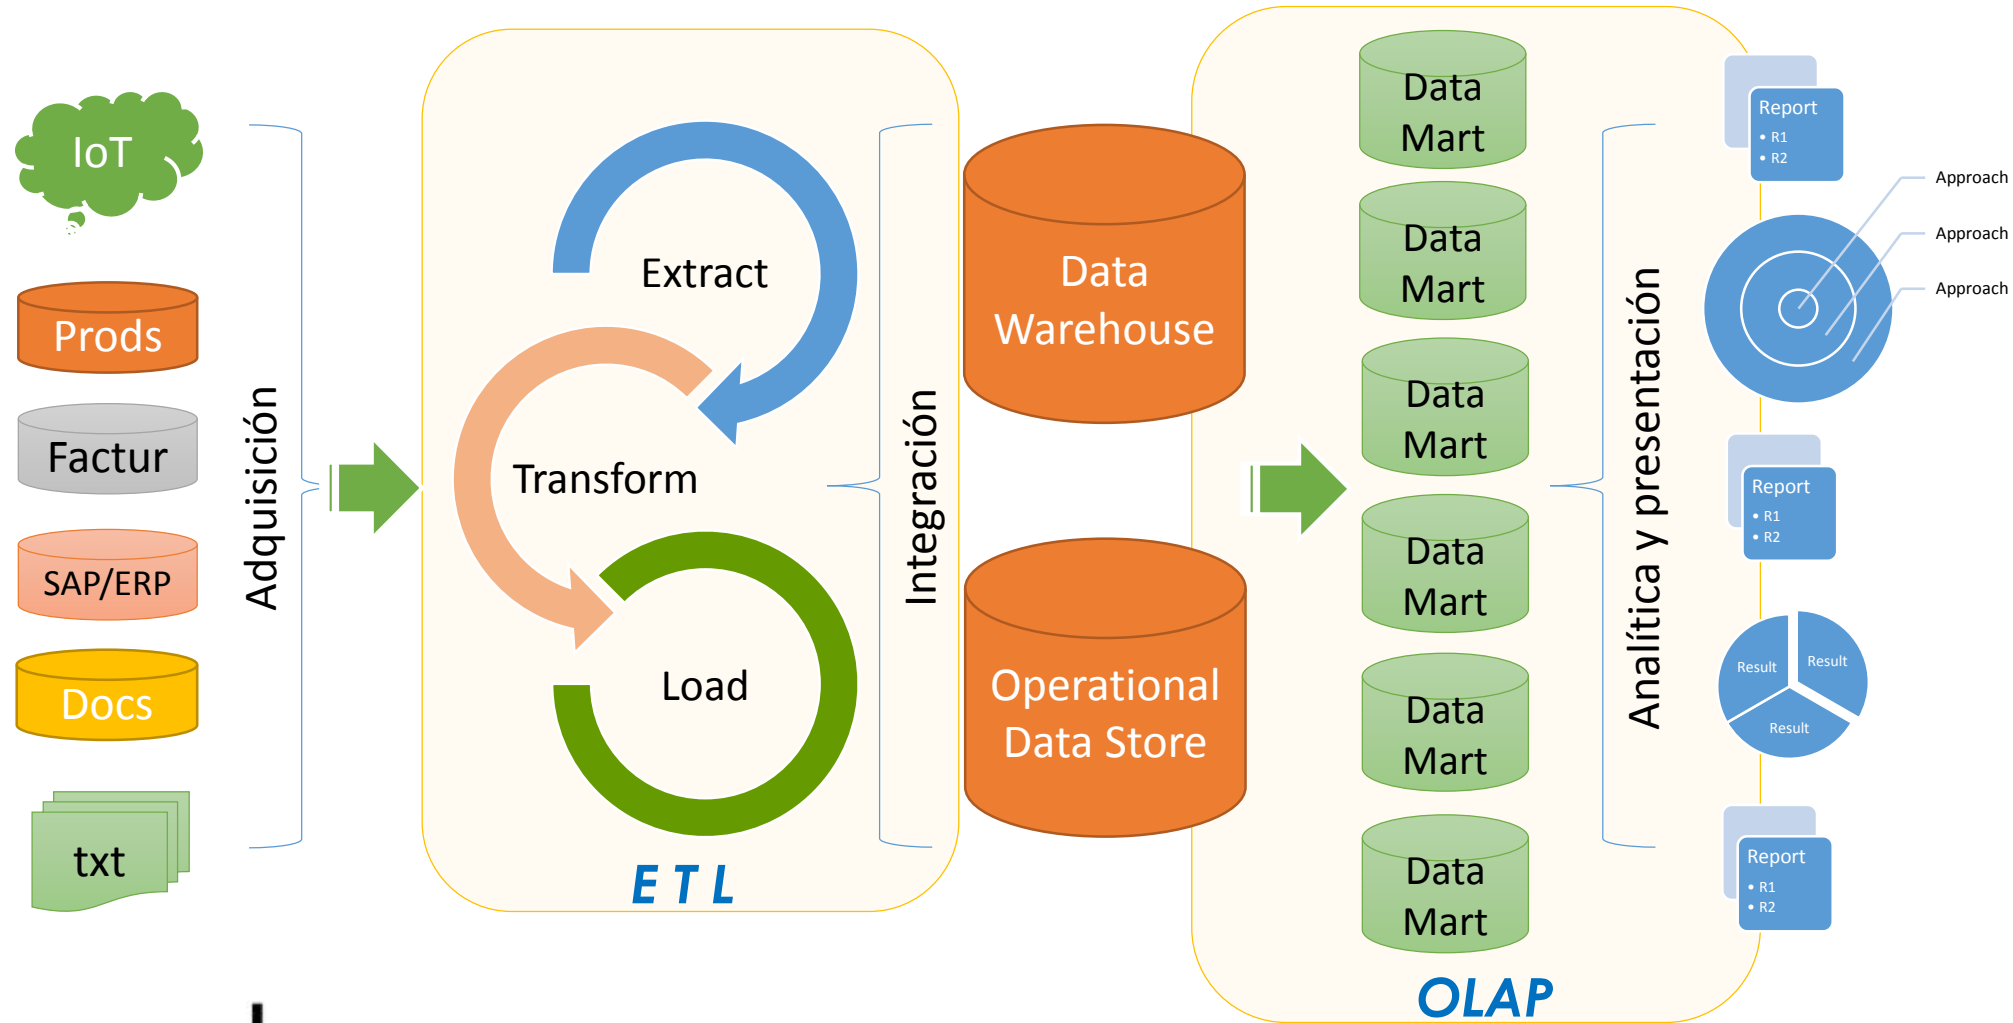 IoT
Prods
Factur
SAP/ERP
Docs
txt
Adquisición
Extract
Transform
Load
E T L
Integración
Data
Warehouse
Operational
Data Store
Data
Mart
Data
Mart
Data
Mart
Data
Mart
Data
Mart
Data
Mart
OLAP
Analítica y presentación
Report
• R1
• R2
Approach
Approach
Approach
Report
• R1
• R2
Result
Result
Result
Report
• R1
• R2